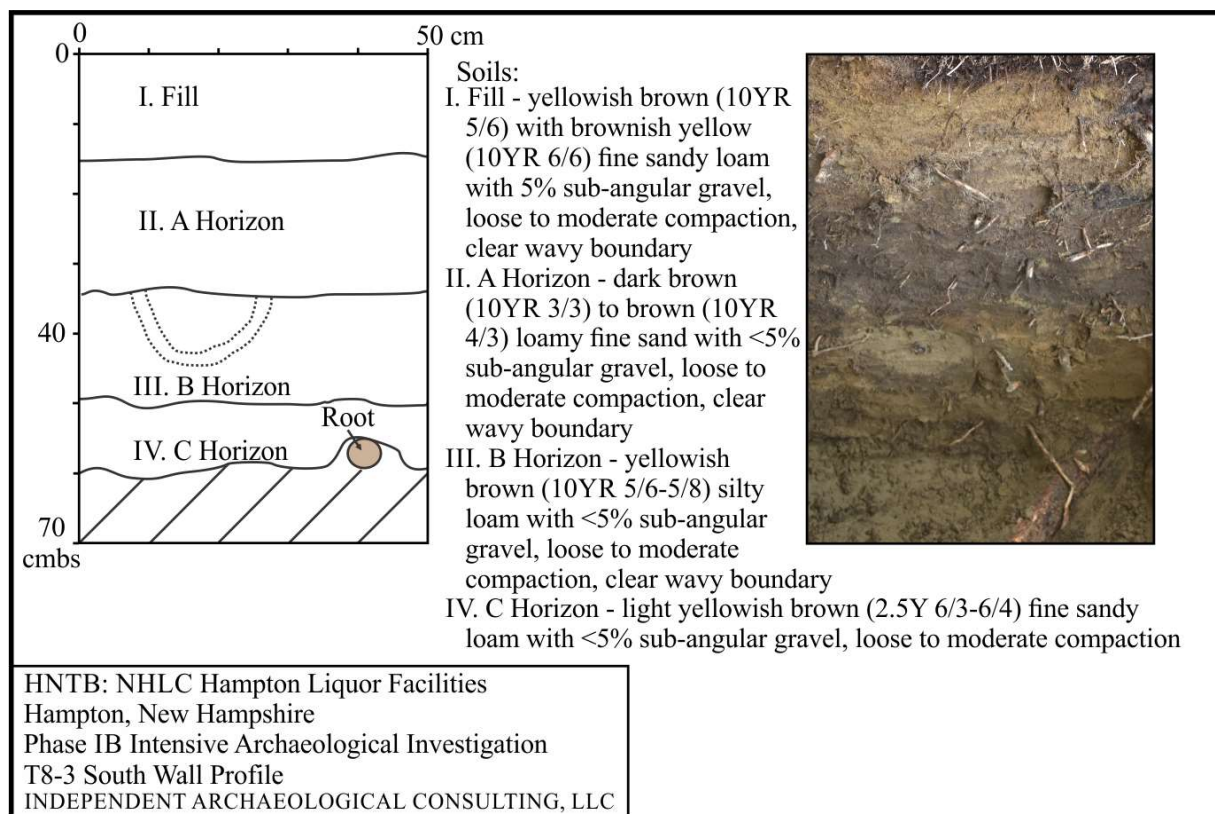 0
50 cm
0
I. Fill
II. A Horizon
40
III. B Horizon
Root
IV. C Horizon
70
cmbs
Soils:
I. Fill - yellowish brown (10YR
5/6) with brownish yellow
(10YR 6/6) fine sandy loam
with 5% sub-angular gravel,
loose to moderate compaction,
clear wavy boundary
II. A Horizon - dark brown
(10YR 3/3) to brown (10YR
4/3) loamy fine sand with <5%
sub-angular gravel, loose to
moderate compaction, clear
wavy boundary
III. B Horizon - yellowish
brown (10YR 5/6-5/8) silty
loam with <5% sub-angular
gravel, loose to moderate
compaction, clear wavy boundary
IV. C Horizon - light yellowish brown (2.5Y 6/3-6/4) fine sandy
loam with <5% sub-angular gravel, loose to moderate compaction
HNTB: NHLC Hampton Liquor Facilities
Hampton, New Hampshire
Phase IB Intensive Archaeological Investigation
T8-3 South Wall Profile
INDEPENDENT ARCHAEOLOGICAL CONSULTING, LLC